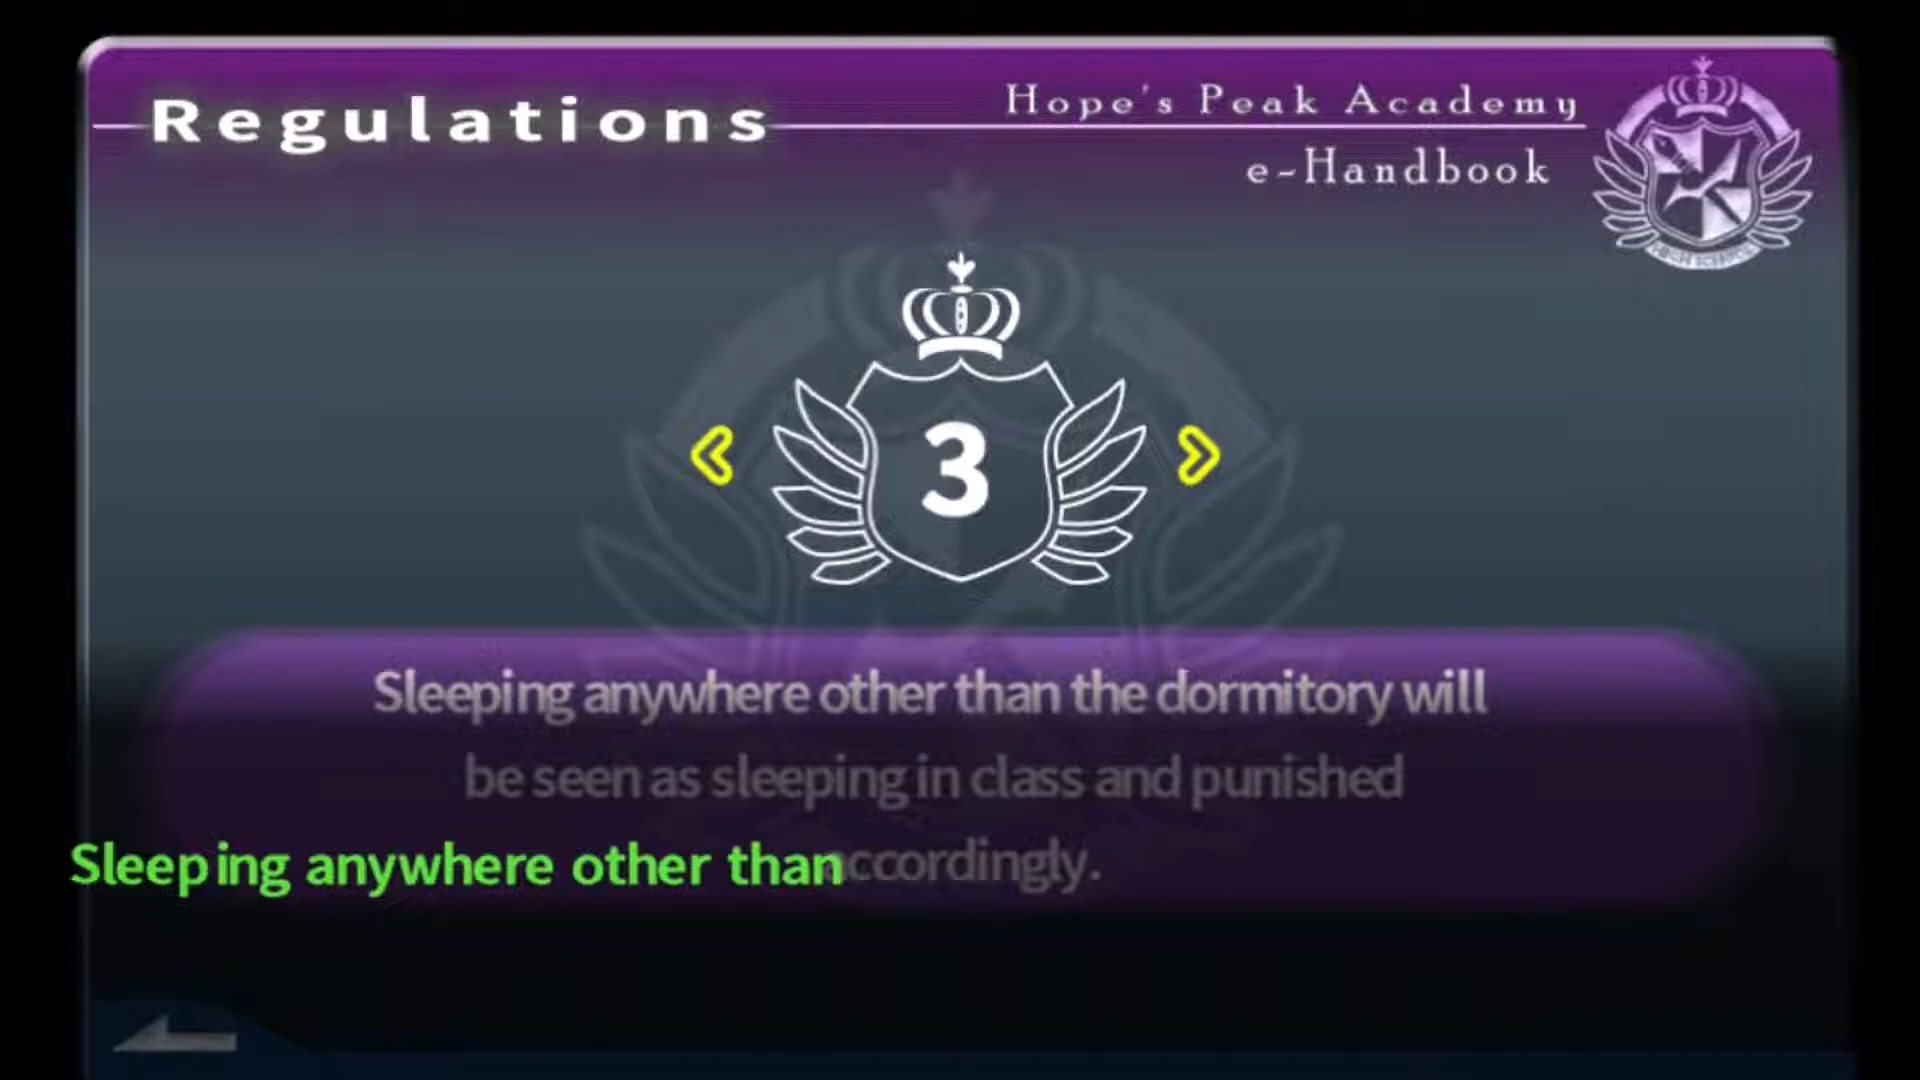 Regulations
Hope's Peak Academy
e-Handbook
3
Sleeping anywhere other than the dormitory will
be seen as sleeping in class and punished
accordingly.
Sleeping anywhere other than